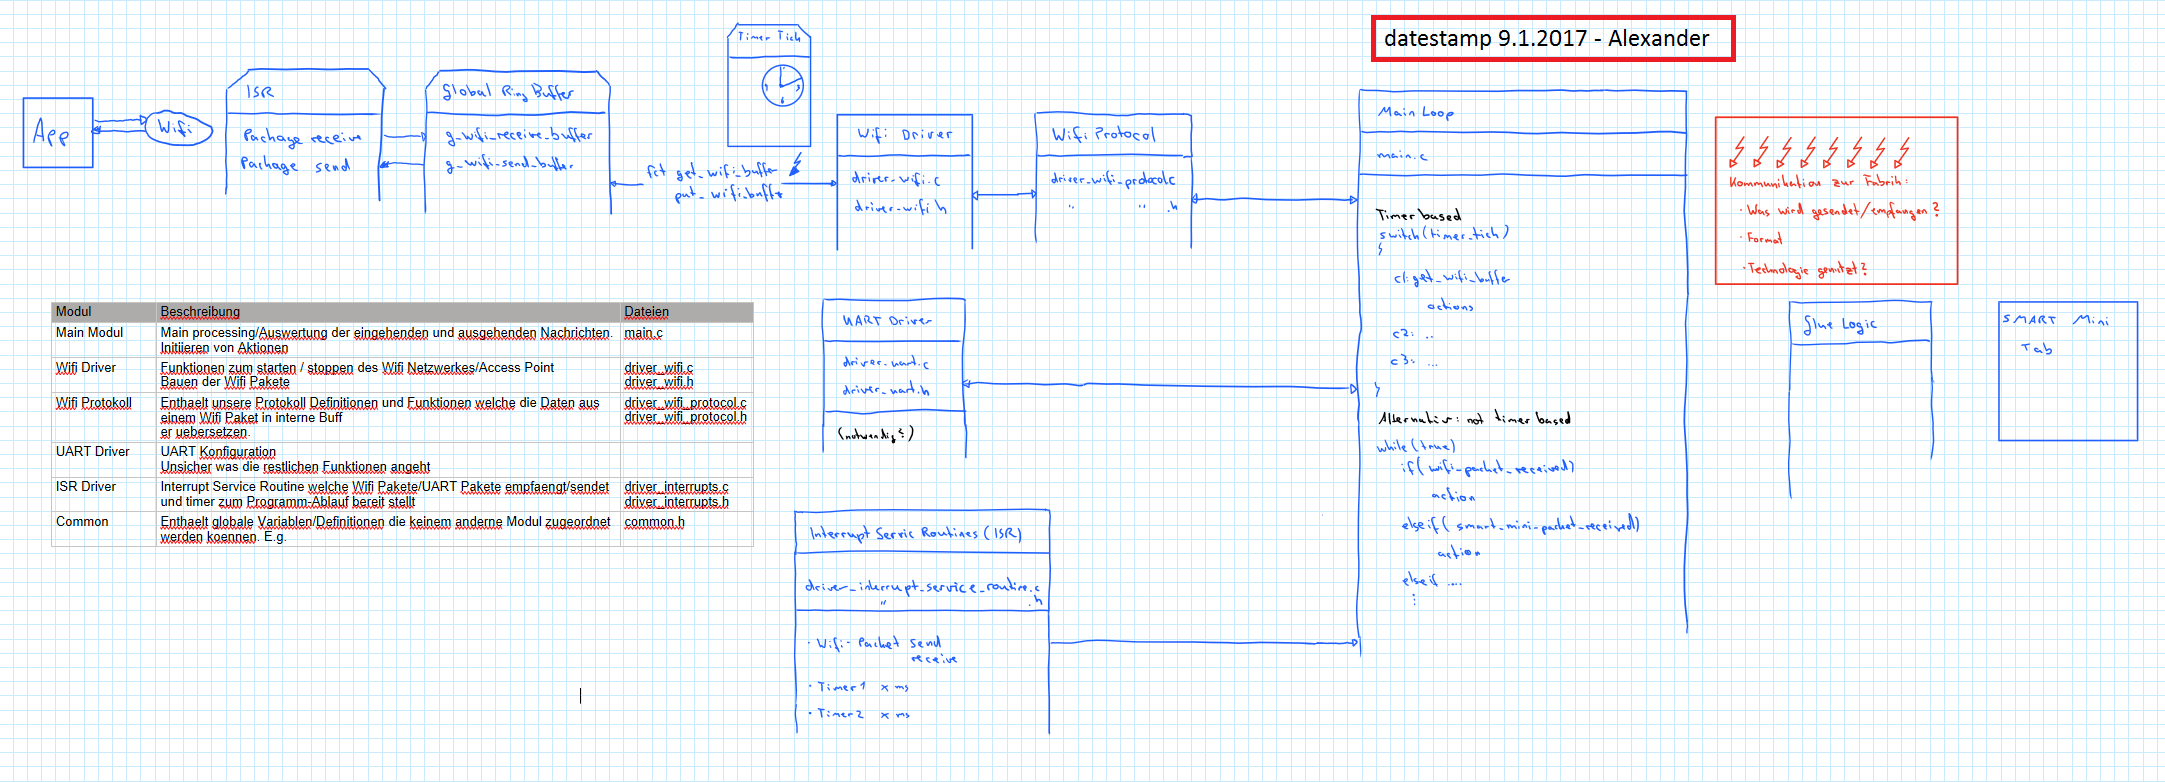 datestamp 9.1.2017 - Alexander
App
Wifi
ISR
Package receive
Package send
Global Ring Buffer
g_wifi_receive_buffer
g_wifi_send_buffer
Timer Tick
fct get_wifi_buffer
put_wifi_buffer
Wifi Driver
driver_wifi.c
driver_wifi.h
Wifi Protocol
driver_wifi_protocol.c
" " .h
Main Loop
main.c
Timer based
switch(timer_tick)
{
c1: get_wifi_buffer
actions
c2: ..
c3: ...
}
Alternativ: not timer based
while(true)
if( wifi_packet_received)
action
elseif( smart_mini_packet_received)
action
elseif ....
Kommunikation zur Fabrik:
· Was wird gesendet/empfangen?
· Format
· Technologie genutzt?
Glue Logic
SMART Mini
Tab
Modul Beschreibung Dateien
Main Modul Main processing/Auswertung der eingehenden und ausgehenden Nachrichten. main.c
Initiieren von Aktionen
Wifi Driver Funktionen zum starten / stoppen des Wifi Netzwerkes/Access Point driver_wifi.c
Bauen der Wifi Pakete driver_wifi.h
Wifi Protokoll Enthaelt unsere Protokoll Definitionen und Funktionen welche die Daten aus driver_wifi_protocol.c
einem Wifi Paket in interne Buff driver_wifi_protocol.h
er uebersetzen.
UART Driver UART Konfiguration
Unsicher was die restlichen Funktionen angeht
ISR Driver Interrupt Service Routine welche Wifi Pakete/UART Pakete empfaengt/sendet driver_interrupts.c
und timer zum Programm-Ablauf bereit stellt driver_interrupts.h
Common Enthaelt globale Variablen/Definitionen die keinem anderne Modul zugeordnet common.h
werden koennen. E.g.
UART Driver
driver_uart.c
driver_uart.h
(notwendig?)
Interrupt Servic Routines (ISR)
driver_interrupt_service_routine.c
" .h
· Wifi-Packet send
receive
· Timer1 x ms
· Timer2 x ms